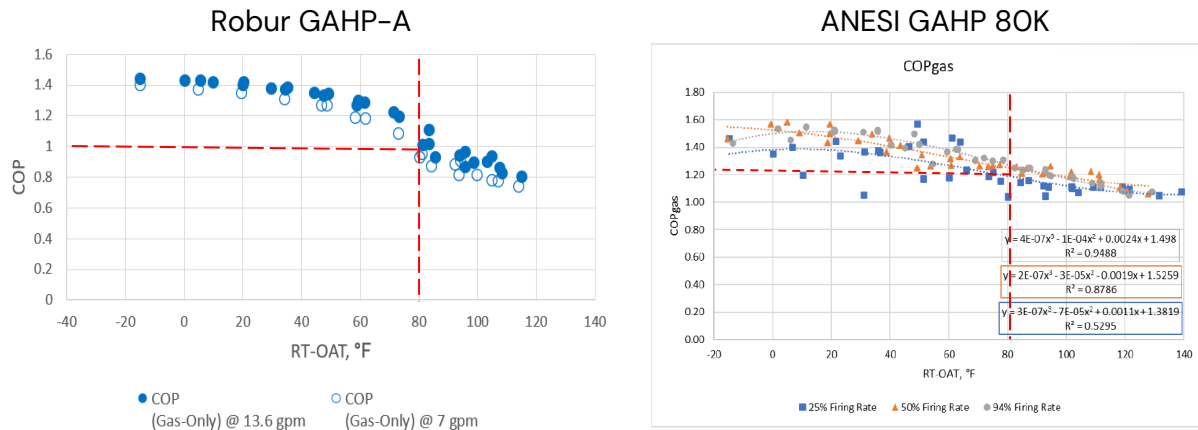 Robur GAHP-A
1.6
1.4
1.2
1
0.8
0.6
0.4
0.2
0
COP
-40
-20
0
20
40
60
80
100
120
140
RT-OAT, °F
COP
(Gas-Only) @ 13.6 gpm
COP
(Gas-Only) @ 7 gpm
ANESI GAHP 80K
COPgas
1.80
1.60
1.40
1.20
1.00
0.80
0.60
0.40
0.20
0.00
COPgas
y = 4E-07x³ - 1E-04x² + 0.0024x + 1.498
R² = 0.9488
y = 2E-07x³ - 3E-05x² - 0.0019x + 1.5259
R² = 0.8786
y = 3E-07x³ - 7E-05x² + 0.0011x + 1.3819
R² = 0.5295
-20
0
20
40
60
80
100
120
140
RT-OAT, °F
25% Firing Rate
50% Firing Rate
94% Firing Rate